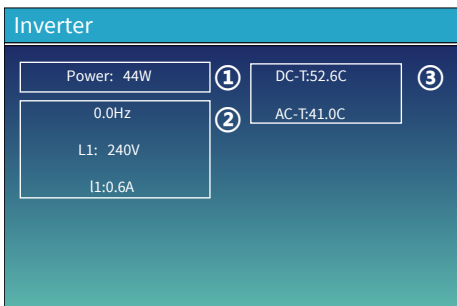 Inverter
Power: 44W
①
0.0Hz
L1: 240V
l1:0.6A
②
DC-T:52.6C
AC-T:41.0C
③